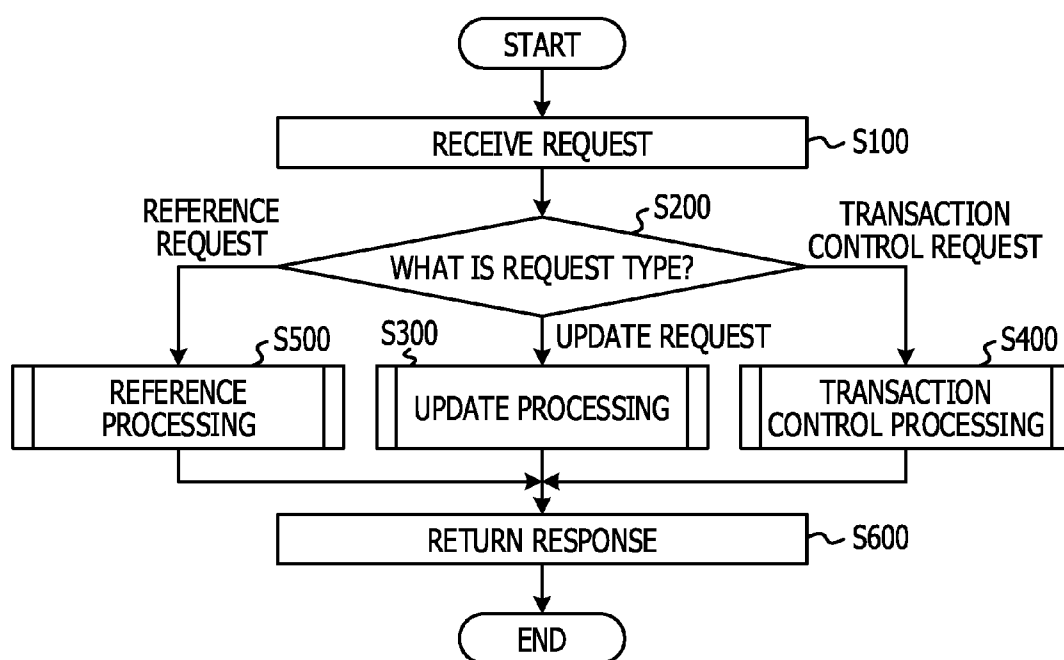 START
RECEIVE REQUEST
S100
REFERENCE
REQUEST
S200
TRANSACTION
CONTROL REQUEST
WHAT IS REQUEST TYPE?
S500
S300
UPDATE REQUEST
S400
REFERENCE
PROCESSING
UPDATE PROCESSING
TRANSACTION
CONTROL PROCESSING
RETURN RESPONSE
S600
END